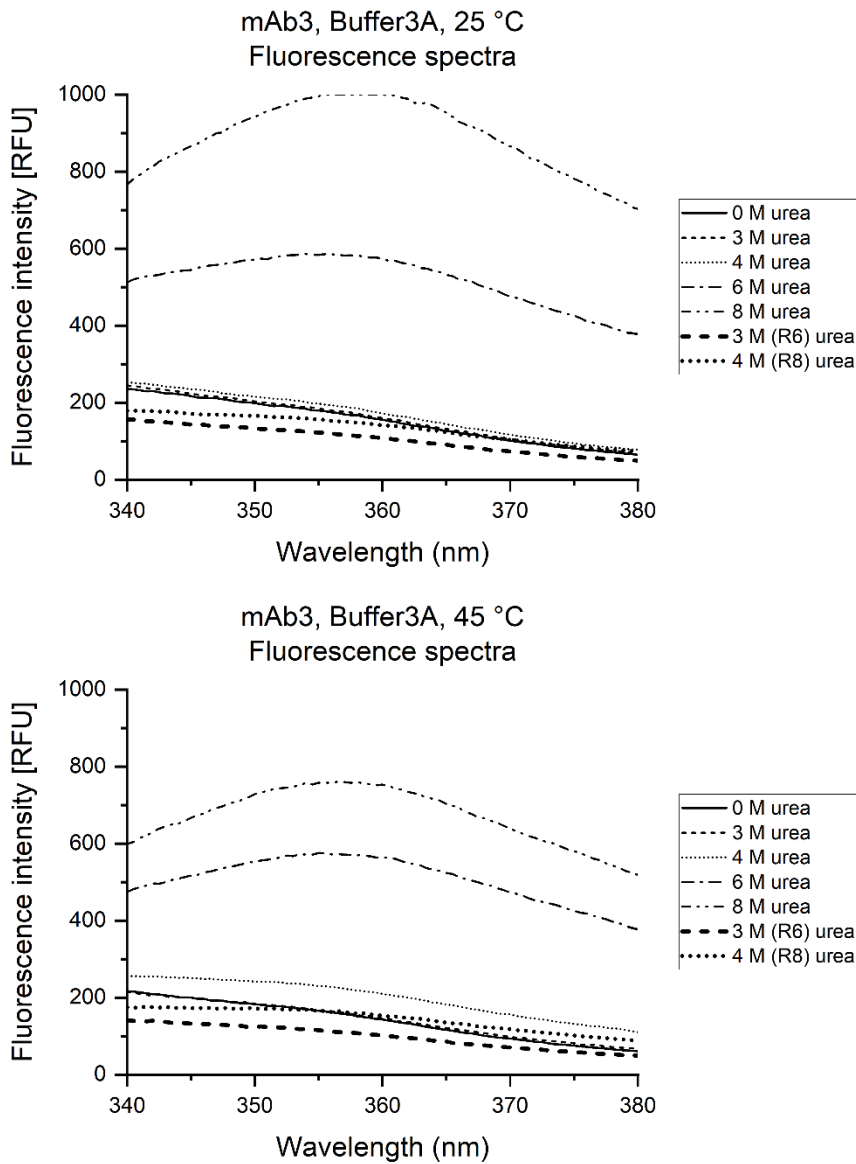 mAb3, Buffer3A, 25 °C
Fluorescence spectra
1000
800
600
400
200
0
Fluorescence intensity [RFU]
340
350
360
370
380
Wavelength (nm)
0 M urea
3 M urea
4 M urea
6 M urea
8 M urea
3 M (R6) urea
4 M (R8) urea
mAb3, Buffer3A, 45 °C
Fluorescence spectra
1000
800
600
400
200
0
Fluorescence intensity [RFU]
340
350
360
370
380
Wavelength (nm)
0 M urea
3 M urea
4 M urea
6 M urea
8 M urea
3 M (R6) urea
4 M (R8) urea